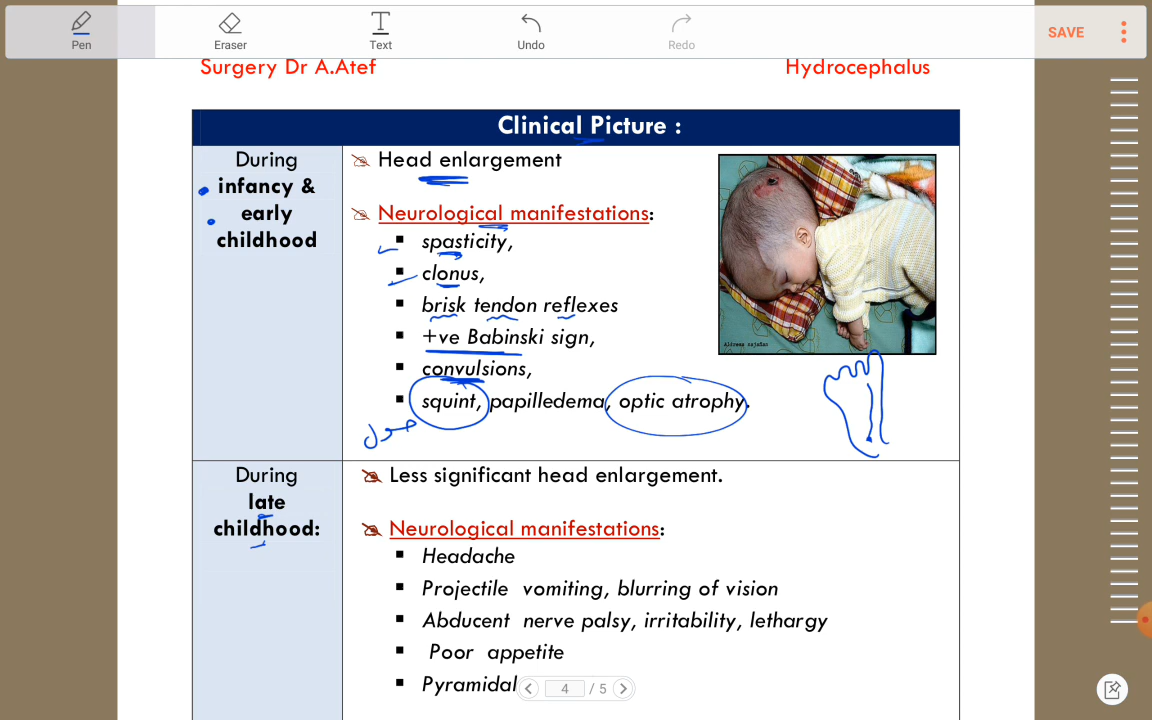 Pen
Eraser
Text
Undo
Redo
SAVE
Surgery Dr A.Atef
Hydrocephalus
Clinical Picture :
During
infancy &
early
childhood
Head enlargement
Neurological manifestations:
spasticity,
clonus,
brisk tendon reflexes
+ve Babinski sign,
convulsions,
squint, papilledema, optic atrophy.
During
late
childhood:
Less significant head enlargement.
Neurological manifestations:
Headache
Projectile vomiting, blurring of vision
Abducent nerve palsy, irritability, lethargy
Poor appetite
Pyramidal
4 / 5